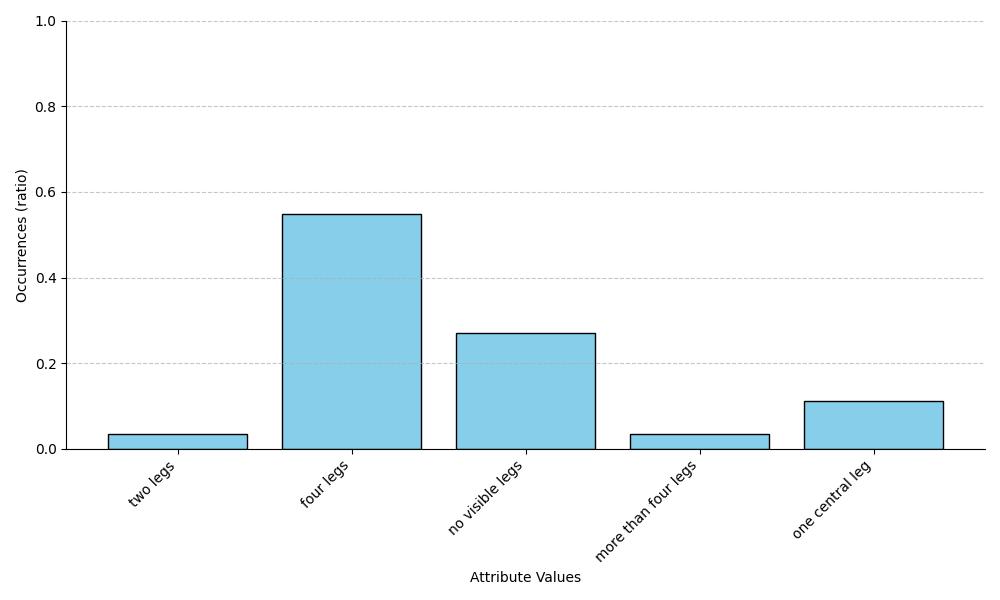 1.0
0.8
0.6
0.4
0.2
0.0
Occurrences (ratio)
two legs
four legs
no visible legs
more than four legs
one central leg
Attribute Values